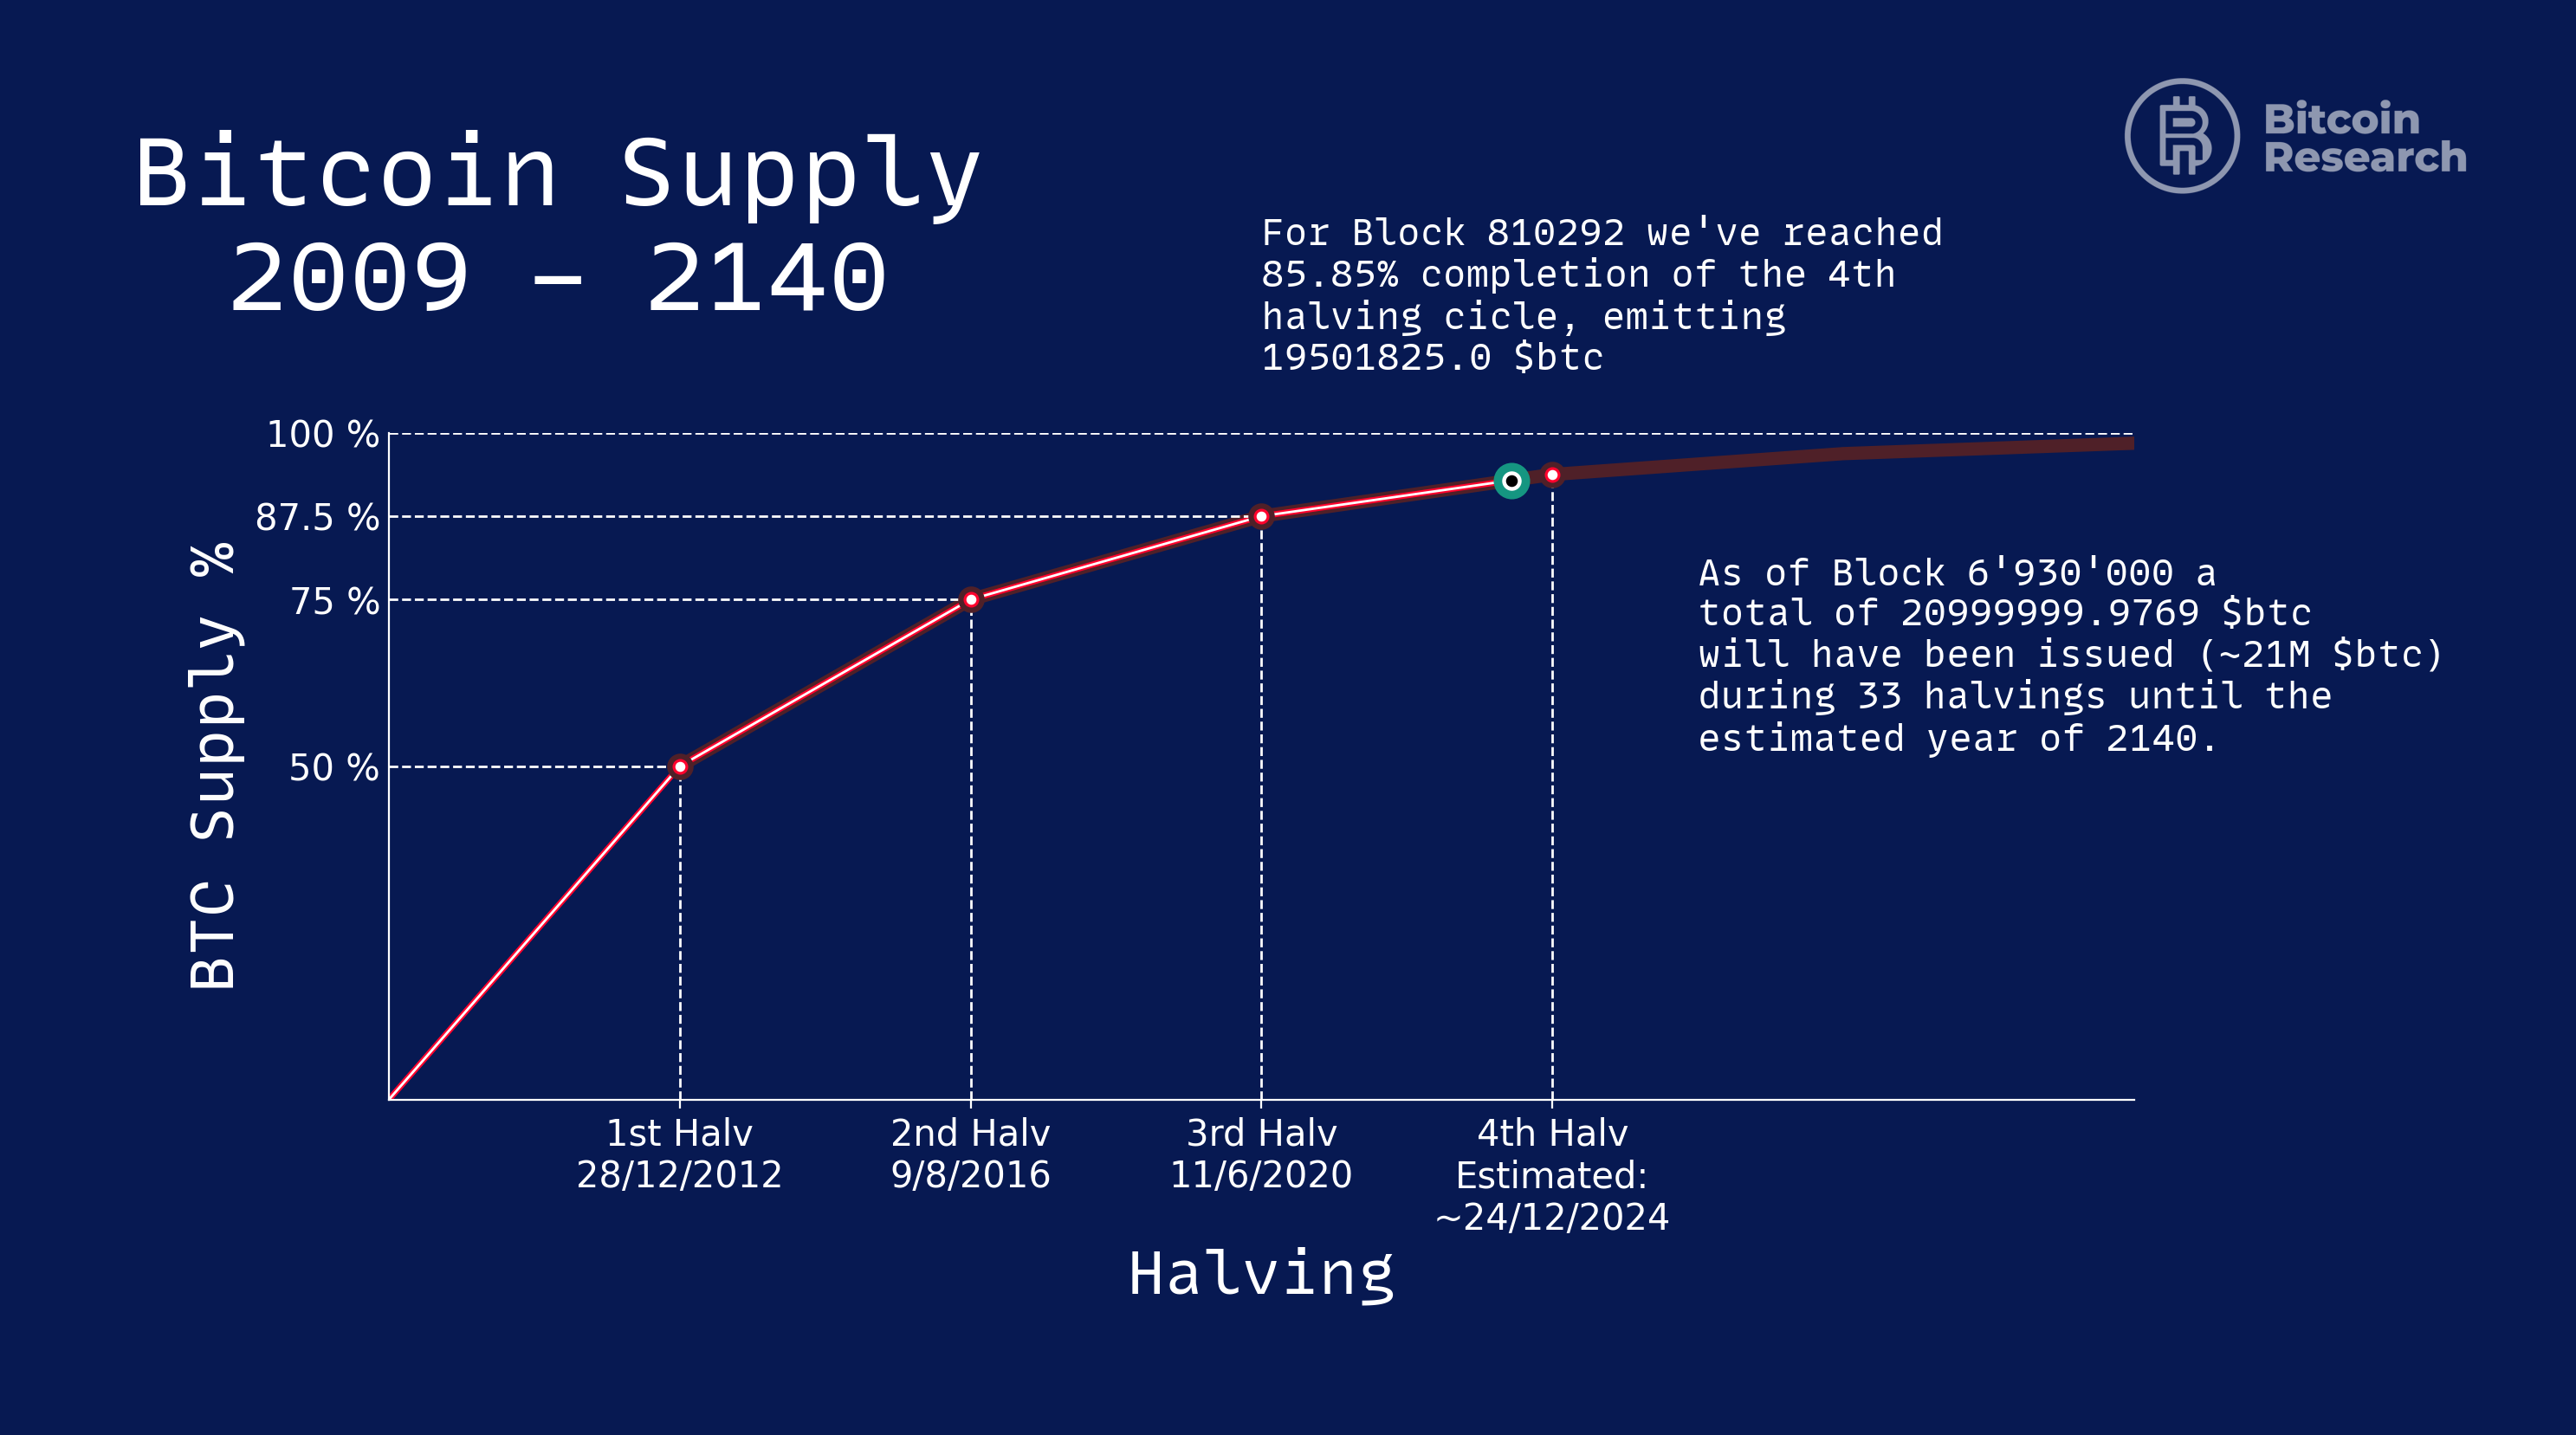 Bitcoin Supply
2009 – 2140
Bitcoin
Research
For Block 810292 we've reached
85.85% completion of the 4th
halving cicle, emitting
19501825.0 $btc
100 %
87.5 %
75 %
50 %
BTC Supply %
As of Block 6'930'000 a
total of 20999999.9769 $btc
will have been issued (~21M $btc)
during 33 halvings until the
estimated year of 2140.
1st Halv
28/12/2012
2nd Halv
9/8/2016
3rd Halv
11/6/2020
4th Halv
Estimated:
~24/12/2024
Halving